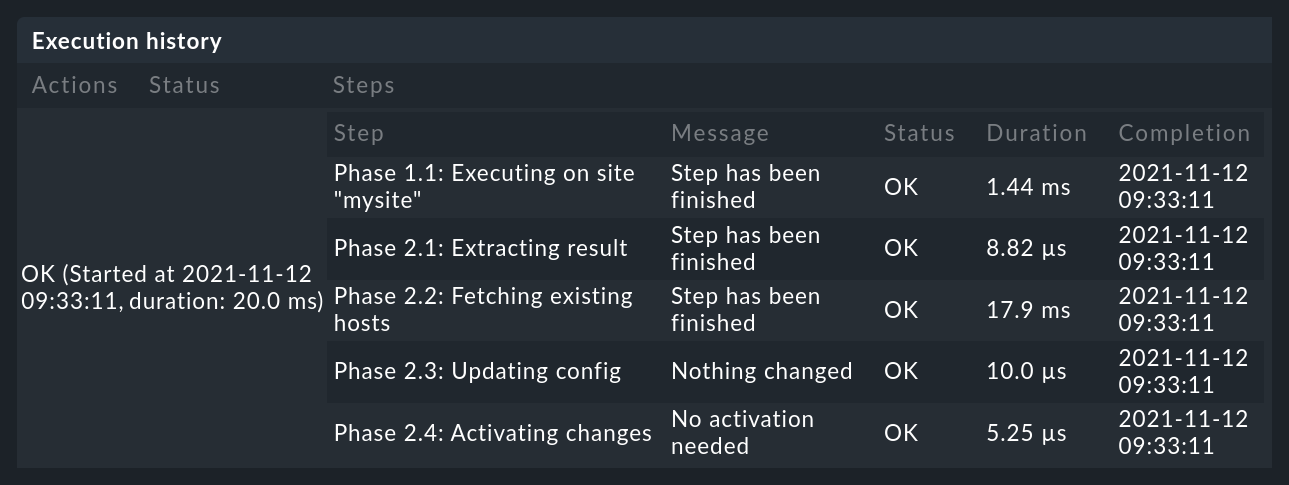 Execution history
Actions Status Steps
Step Message Status Duration Completion
Phase 1.1: Executing on site "mysite" Step has been finished OK 1.44 ms 2021-11-12 09:33:11
Phase 2.1: Extracting result Step has been finished OK 8.82 µs 2021-11-12 09:33:11
OK (Started at 2021-11-12 09:33:11, duration: 20.0 ms)
Phase 2.2: Fetching existing hosts Step has been finished OK 17.9 ms 2021-11-12 09:33:11
Phase 2.3: Updating config Nothing changed OK 10.0 µs 2021-11-12 09:33:11
Phase 2.4: Activating changes No activation needed OK 5.25 µs 2021-11-12 09:33:11